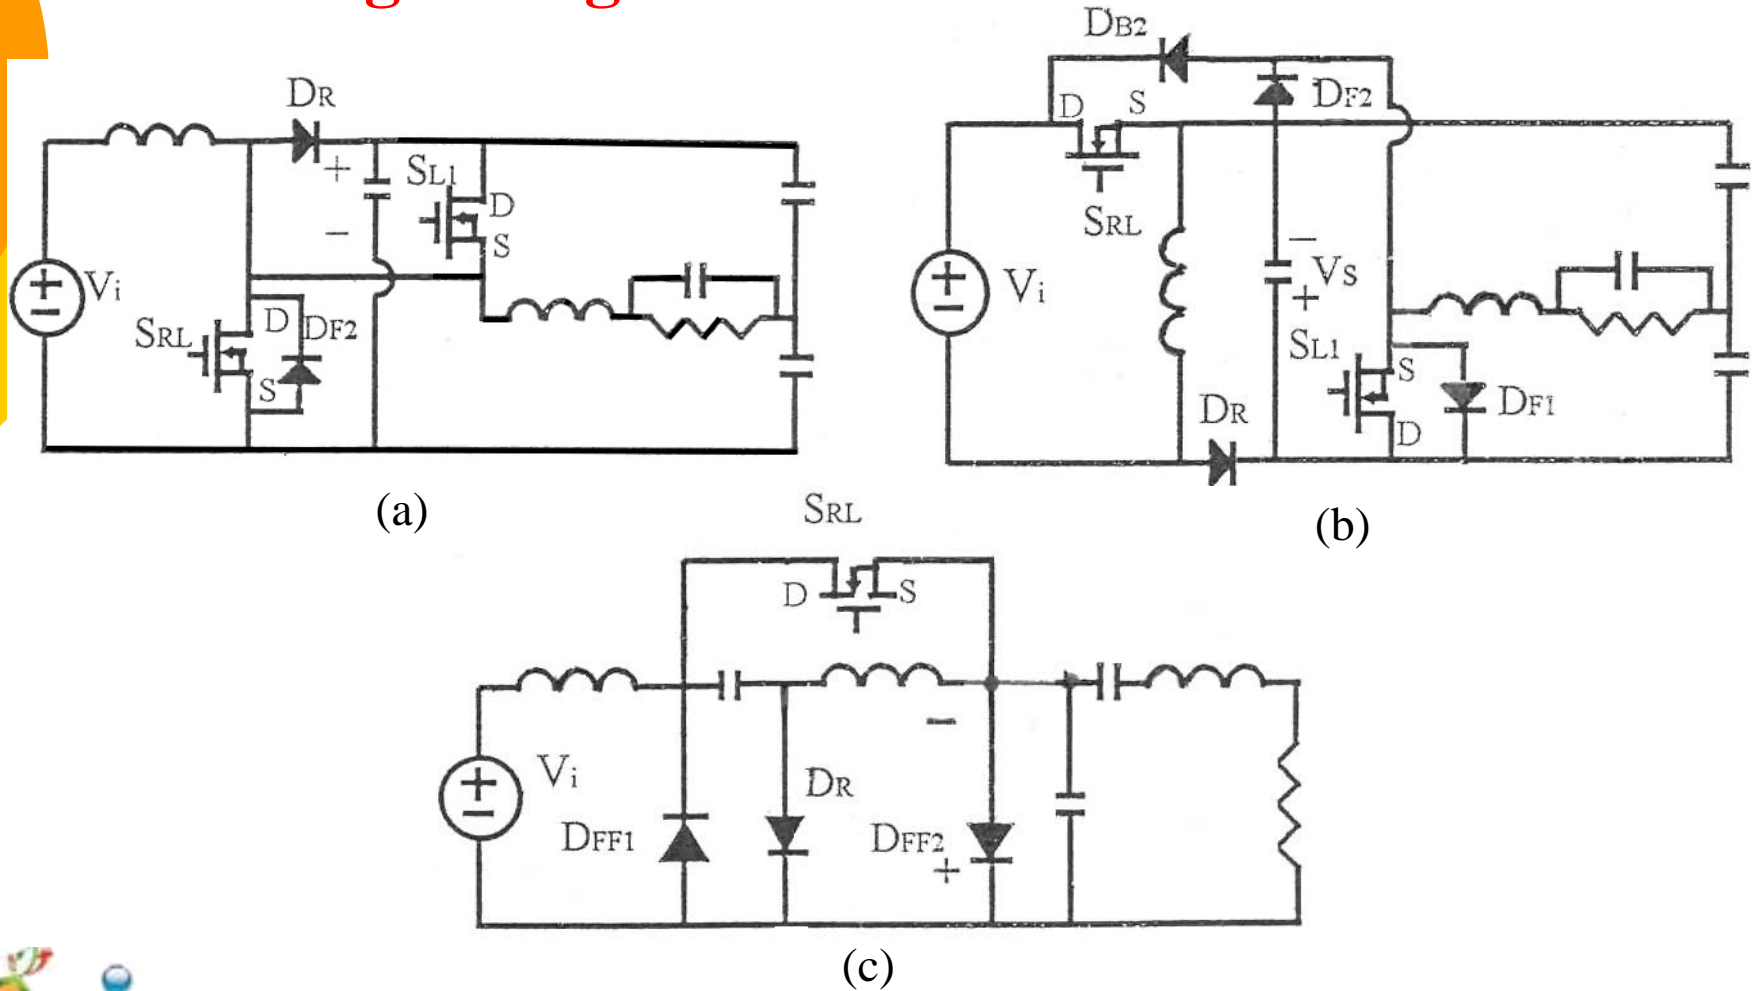 DR
+
−
SL1
D
S
Vi
+
−
SRL
D
DF2
S
(a)
DB2
D
S
DF2
SRL
Vi
+
−
−
VS
+
SL1
S
DF1
D
DR
(b)
SRL
D
S
−
Vi
+
−
DR
DFF1
DFF2
+
(c)